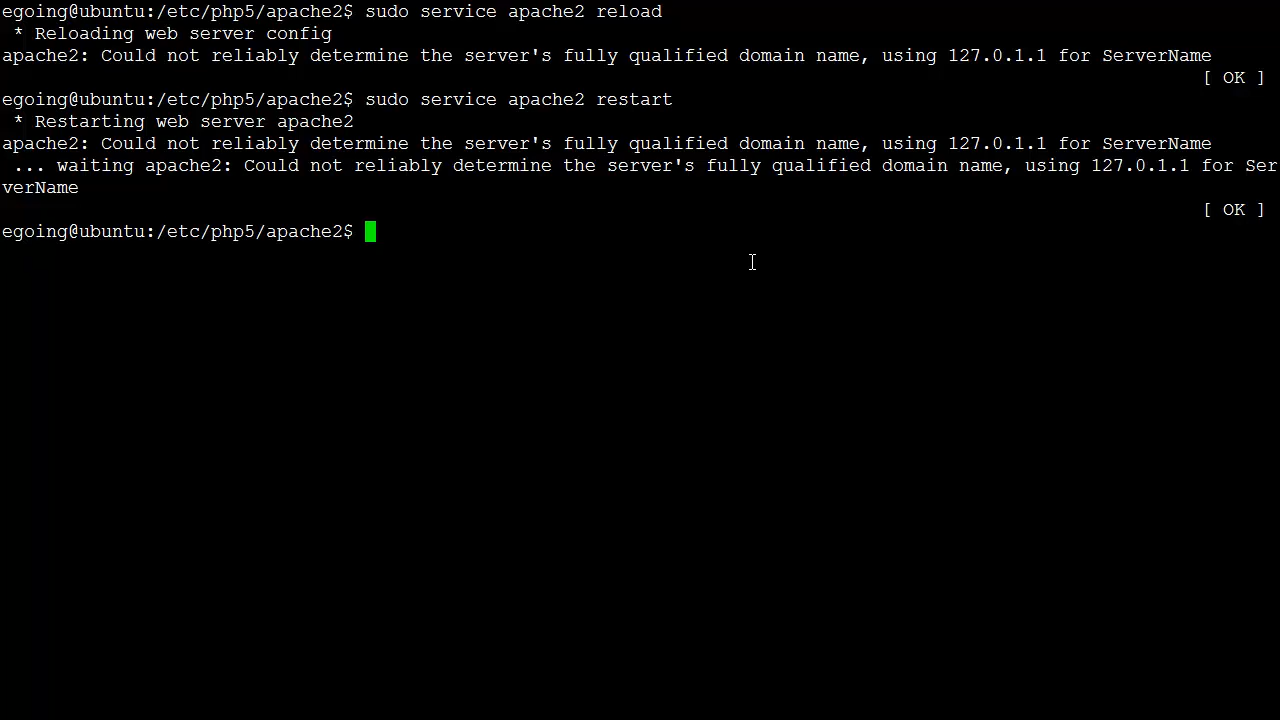 egoing@ubuntu:/etc/php5/apache2$ sudo service apache2 reload
 * Reloading web server config
apache2: Could not reliably determine the server's fully qualified domain name, using 127.0.1.1 for ServerName
[ OK ]
egoing@ubuntu:/etc/php5/apache2$ sudo service apache2 restart
 * Restarting web server apache2
apache2: Could not reliably determine the server's fully qualified domain name, using 127.0.1.1 for ServerName
 ... waiting apache2: Could not reliably determine the server's fully qualified domain name, using 127.0.1.1 for Ser
verName
[ OK ]
egoing@ubuntu:/etc/php5/apache2$